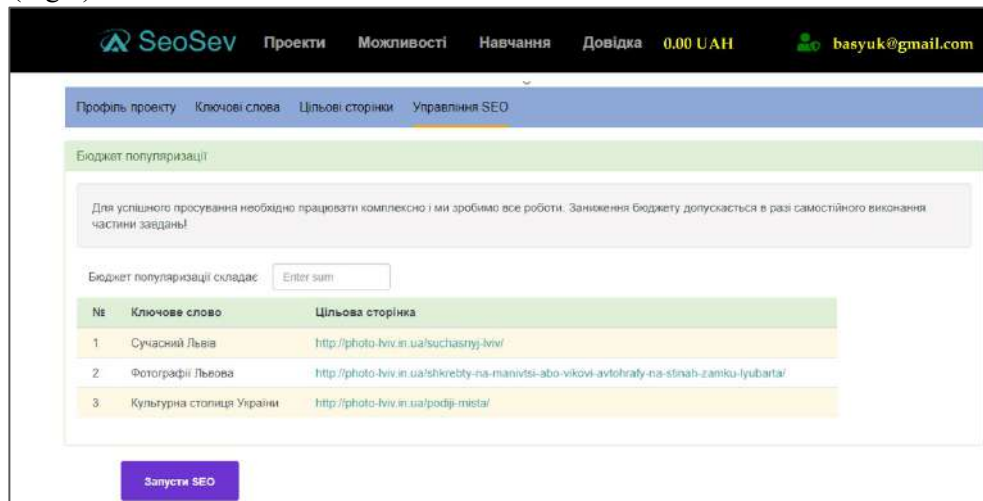 SeoSev Проекти Можливості Навчання Довідка 0.00 UAH basyuk@gmail.com
Профіль проекту Ключові слова Цільові сторінки Управління SEO
Бюджет популяризації
Для успішного просування необхідно працювати комплексно і ми зробимо все роботи. Заниження бюджету допускається в разі самостійного виконання
частини завдань!
Бюджет популяризації складає Enter sum
№ Ключове слово Цільова сторінка
1 Сучасний Львів http://photo-lviv.in.ua/suchasnyj-lviv/
2 Фотографії Львова http://photo-lviv.in.ua/shkrebty-na-manivtsi-abo-vikovi-avtohrafy-na-stinah-zamku-lyubarta/
3 Культурна столиця України http://photo-lviv.in.ua/podiji-mista/
Запусти SEO